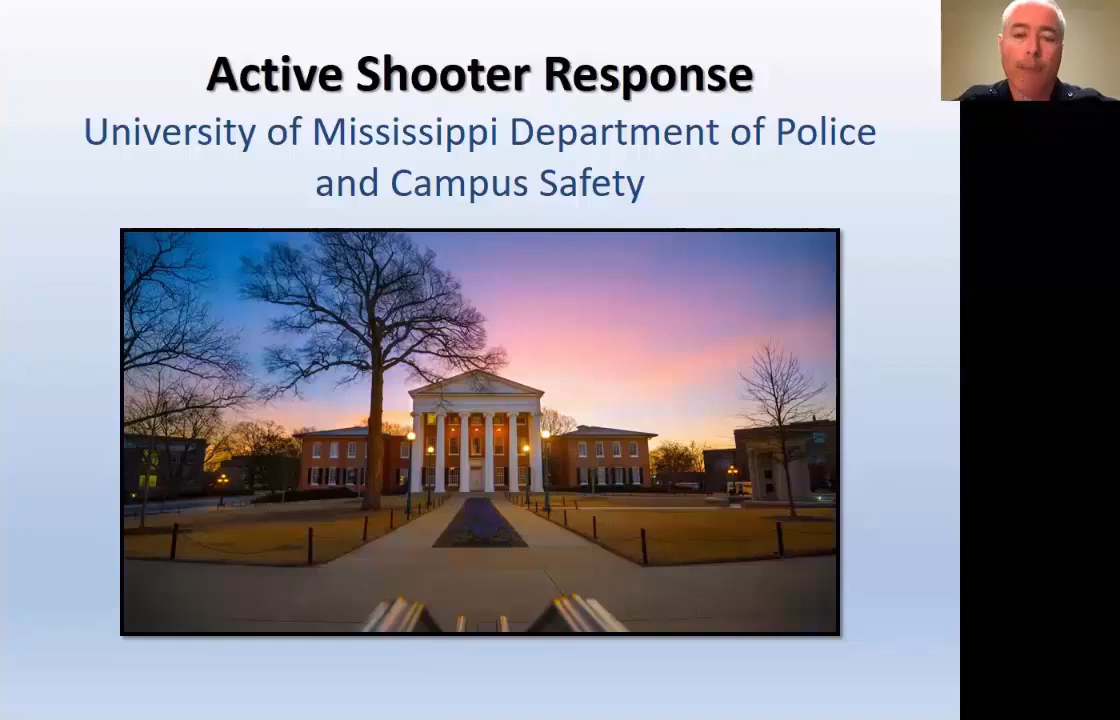 Active Shooter Response
University of Mississippi Department of Police
and Campus Safety